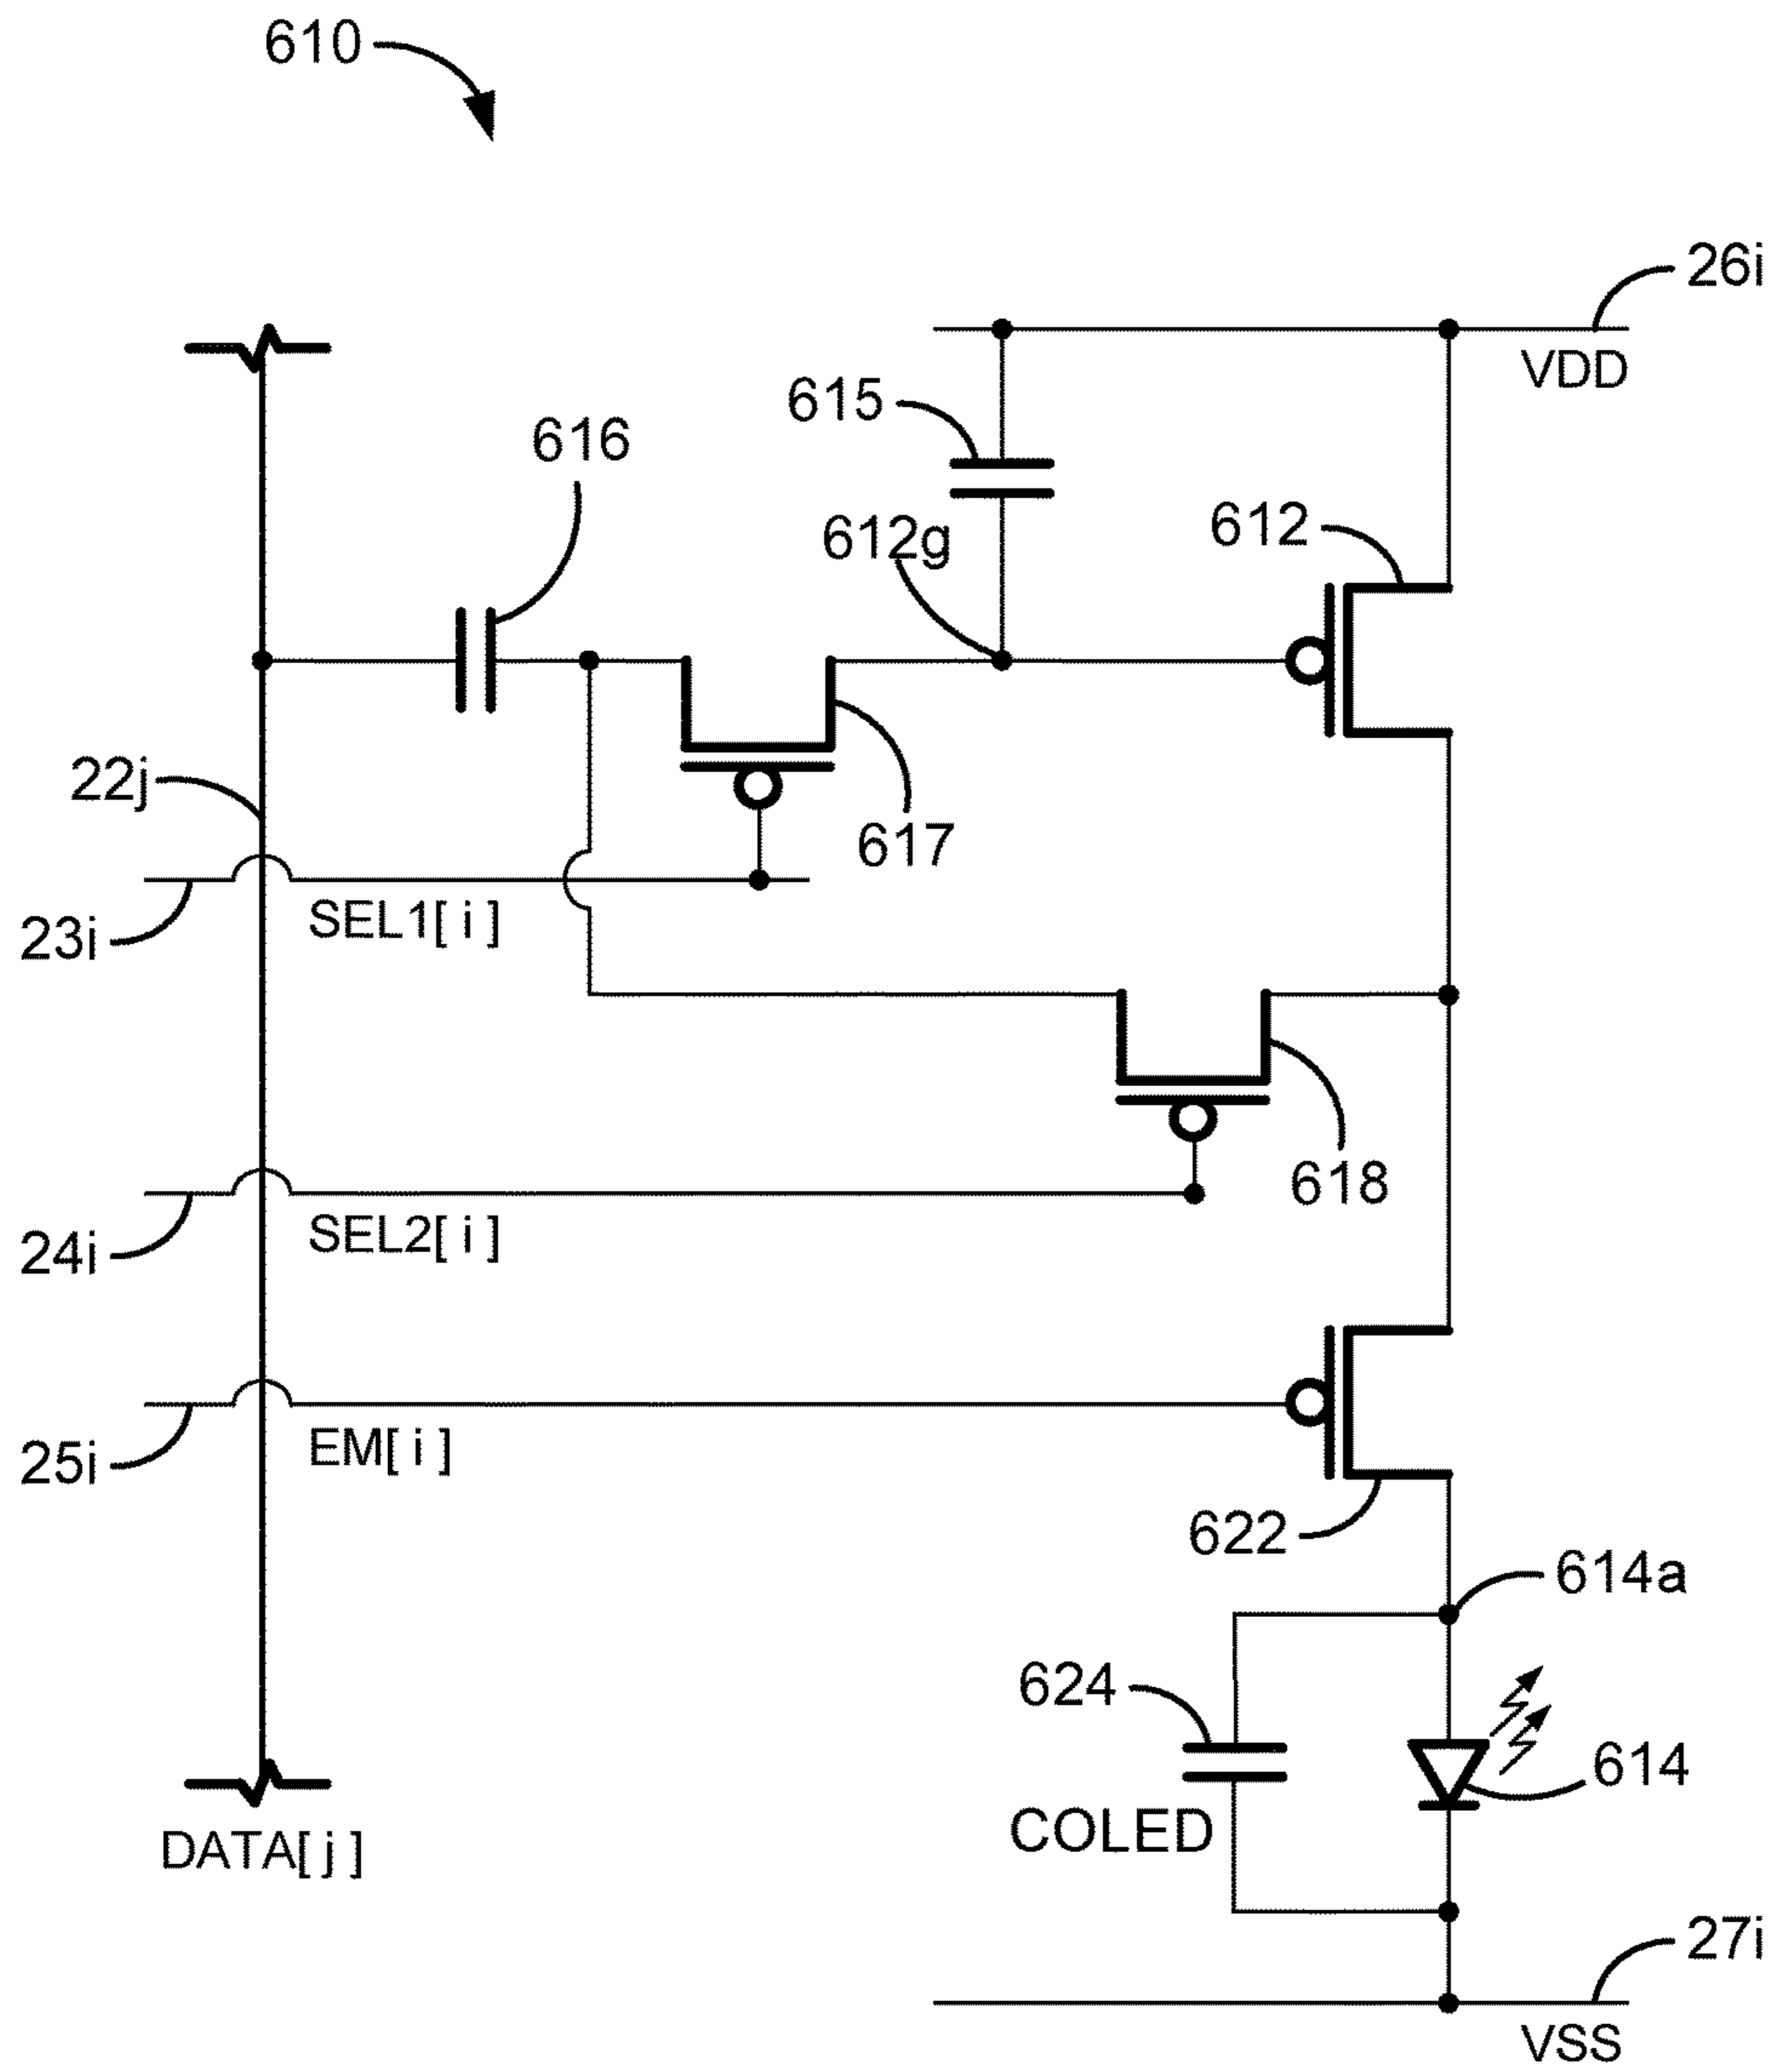 610
26i
VDD
615
616
612g
612
22j
617
SEL1[ i ]
23i
618
SEL2[ i ]
24i
EM[ i ]
25i
622
614a
624
614
COLED
DATA[ j ]
27i
VSS